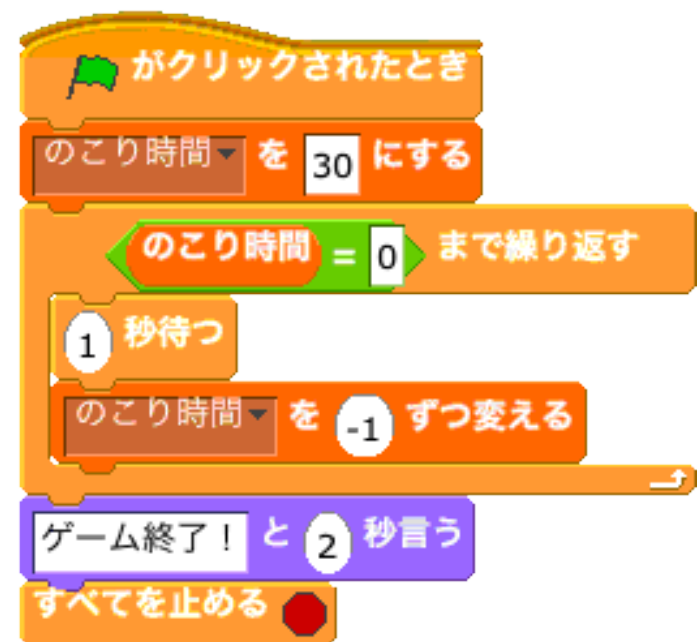 がクリックされたとき
のこり時間 を 30 にする
のこり時間 = 0 まで繰り返す
1 秒待つ
のこり時間 を -1 ずつ変える
ゲーム終了! と 2 秒言う
すべてを止める